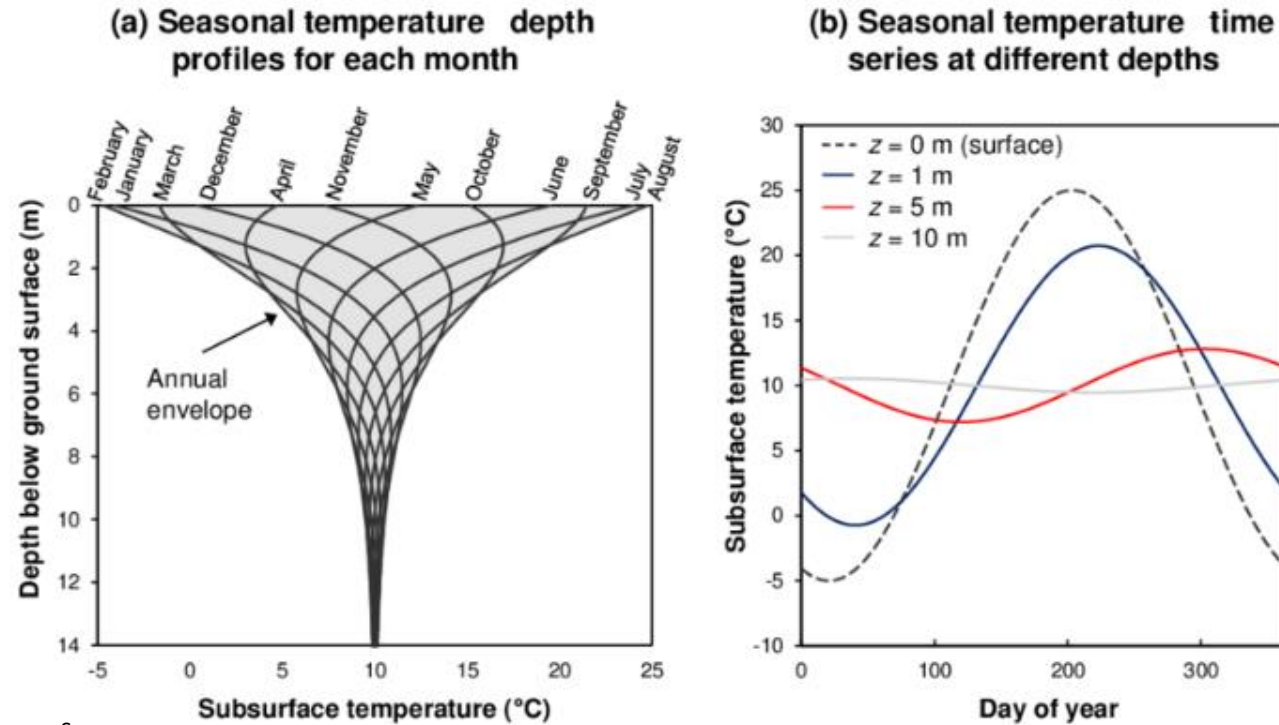 (a) Seasonal temperature depth
profiles for each month
February
January
March
December
April
November
May
October
June
September
July
August
0
2
4
6
8
10
12
14
Depth below ground surface (m)
Annual
envelope
-5 0 5 10 15 20 25
Subsurface temperature (°C)
(b) Seasonal temperature time
series at different depths
30
25
20
15
10
5
0
-5
-10
Subsurface temperature (°C)
z = 0 m (surface)
z = 1 m
z = 5 m
z = 10 m
0 100 200 300
Day of year